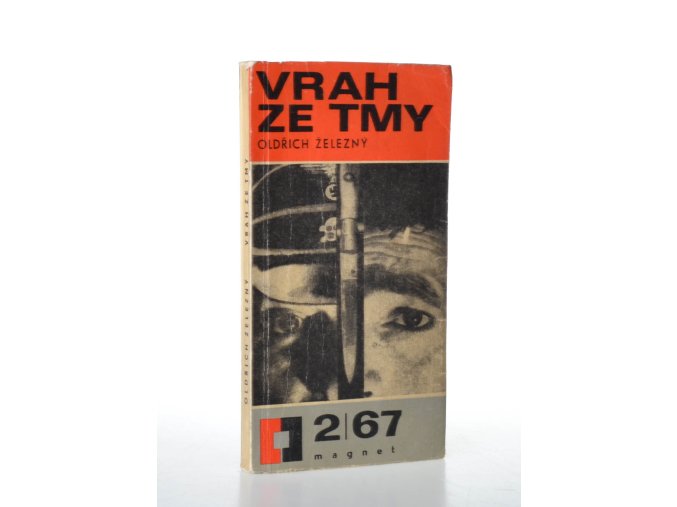 VRAH
ZE TMY
OLDŘICH ŽELEZNÝ
2|67
magnet
OLDŘICH ŽELEZNÝ VRAH ZE TMY